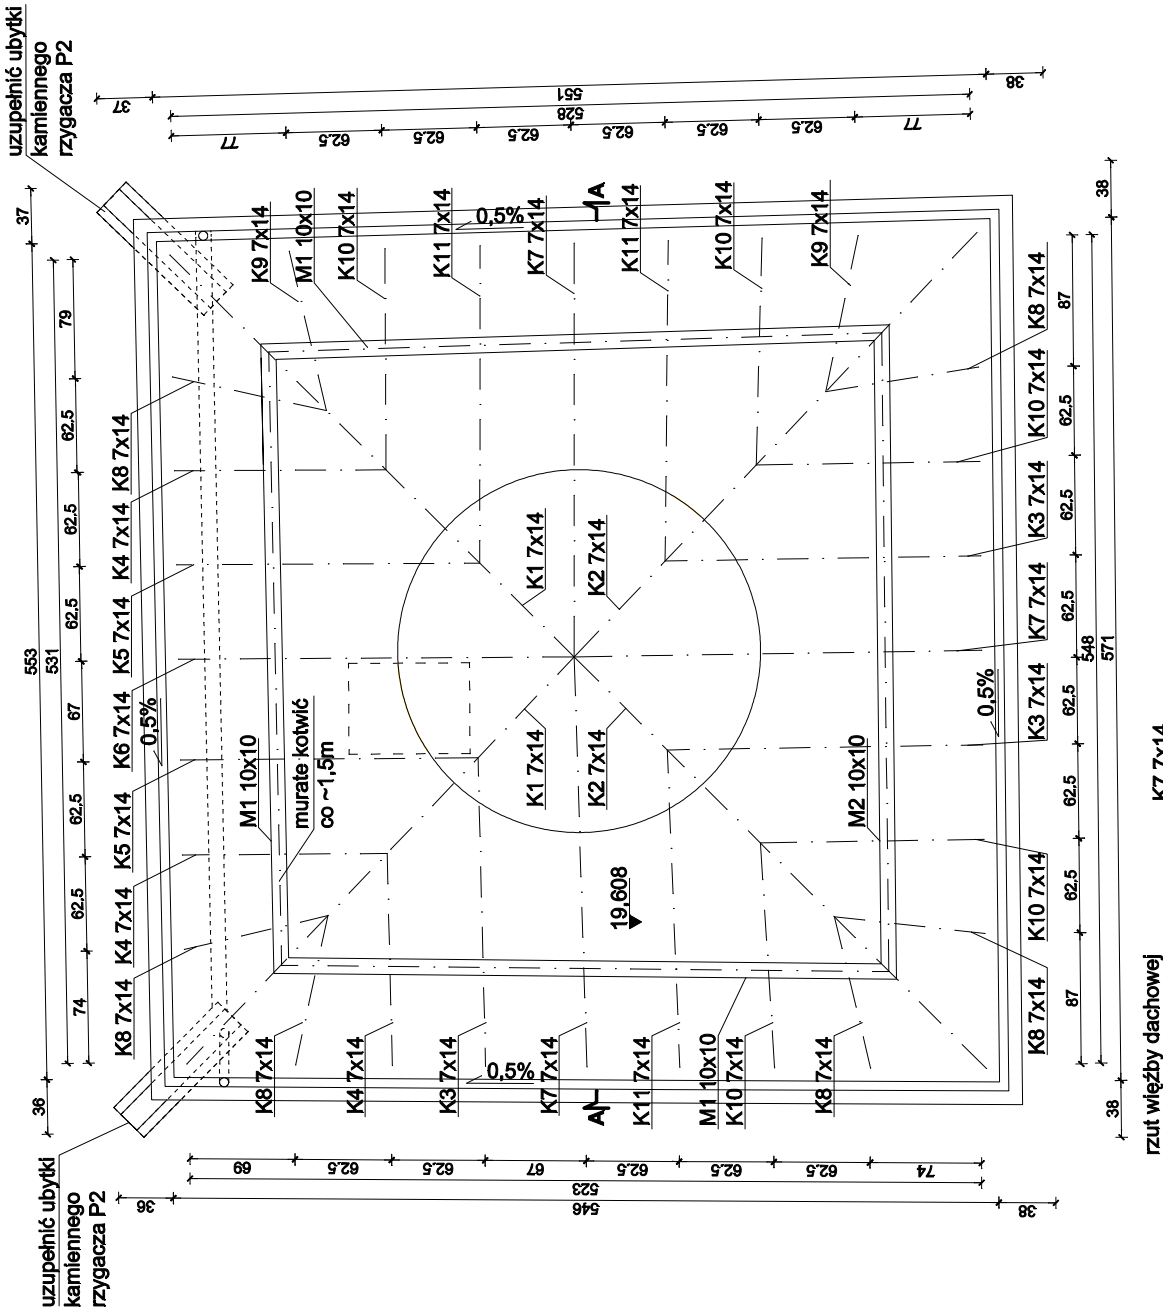 uzupełnić ubytki
kamiennego
rzygacza P2
uzupełnić ubytki
kamiennego
rzygacza P2
36
553
37
531
74
62,5
62,5
67
62,5
62,5
62,5
79
K8 7x14
K4 7x14
K5 7x14
K6 7x14
K5 7x14
K4 7x14
K8 7x14
0,5%
M1 10x10
murłate kotwić
co ~1,5m
K8 7x14
K4 7x14
K3 7x14
K7 7x14
K11 7x14
M1 10x10
K10 7x14
K8 7x14
0,5%
A
69
62.5
62.5
67
62.5
62.5
62.5
74
523
36
546
38
K9 7x14
M1 10x10
K10 7x14
K11 7x14
K7 7x14
K11 7x14
K10 7x14
K9 7x14
0,5%
A
77
62.5
62.5
62.5
62.5
62.5
62.5
77
528
37
551
38
K1 7x14
K2 7x14
K1 7x14
K2 7x14
19,608
M2 10x10
0,5%
K8 7x14
K10 7x14
K3 7x14
K7 7x14
K3 7x14
K10 7x14
K8 7x14
87
62,5
62,5
62,5
62,5
62,5
87
548
38
571
38
rzut więźby dachowej
K7 7x14